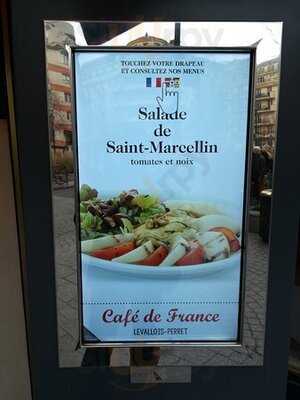 TOUCHEZ VOTRE DRAPEAU
ET CONSULTEZ NOS MENUS
Salade
de
Saint-Marcellin
tomates et noix
Café de France
LEVALLOIS-PERRET